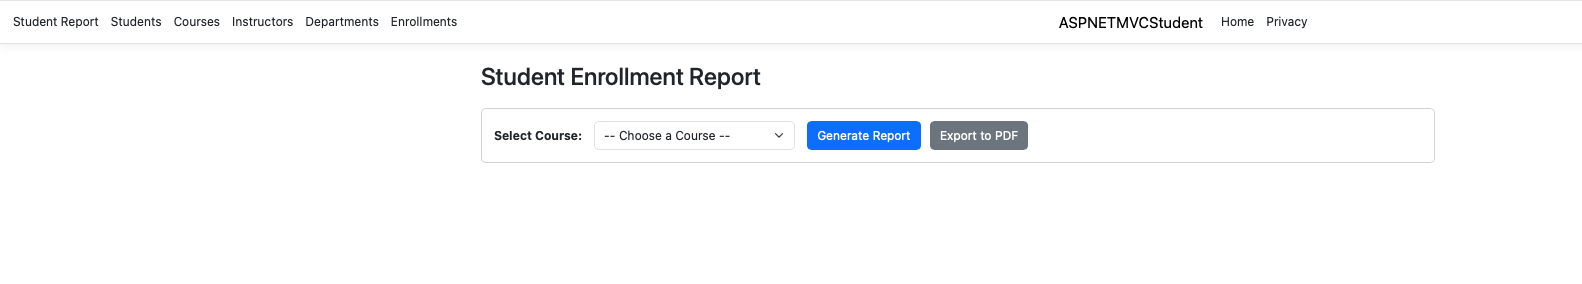 Student Report Students Courses Instructors Departments Enrollments ASPNETMVCStudent Home Privacy
Student Enrollment Report
Select Course: -- Choose a Course -- Generate Report Export to PDF